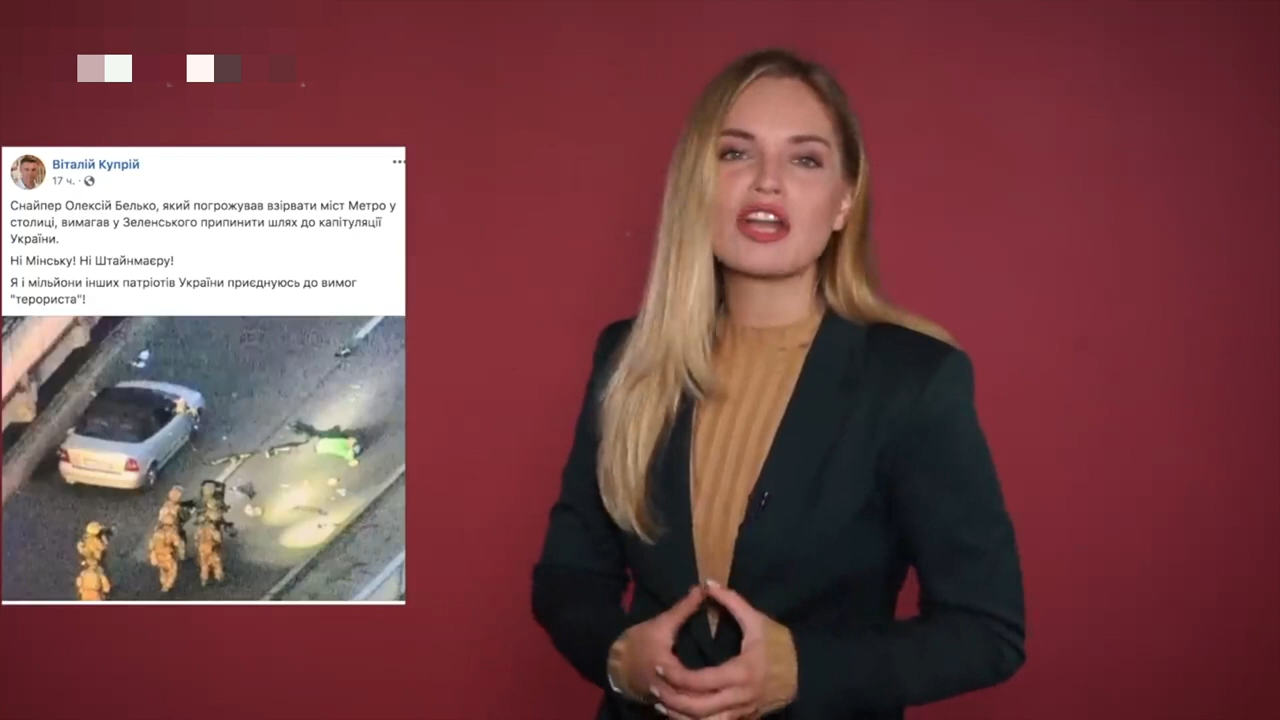 Віталій Купрій
17 ч. ·
Снайпер Олексій Белько, який погрожував взірвати міст Метро у
столиці, вимагав у Зеленського припинити шлях до капітуляції
України.
Ні Мінську! Ні Штайнмаєру!
Я і мільйони інших патріотів України приєднуюсь до вимог
"терориста"!